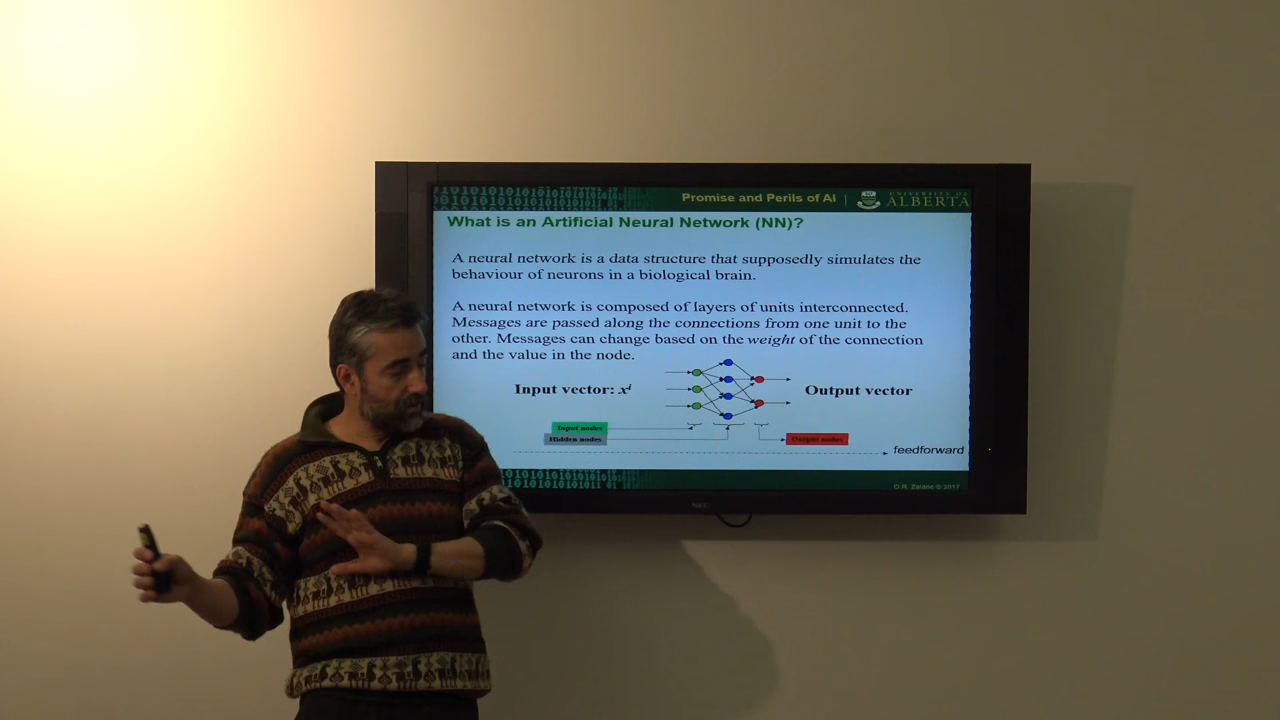 Promise and Perils of AI | UNIVERSITY OF ALBERTA
What is an Artificial Neural Network (NN)?
A neural network is a data structure that supposedly simulates the
behaviour of neurons in a biological brain.
A neural network is composed of layers of units interconnected.
Messages are passed along the connections from one unit to the
other. Messages can change based on the weight of the connection
and the value in the node.
Input vector: xⁱ
Output vector
Input nodes
Hidden nodes
Output nodes
feedforward
O.R. Zaïane © 2017
NEC